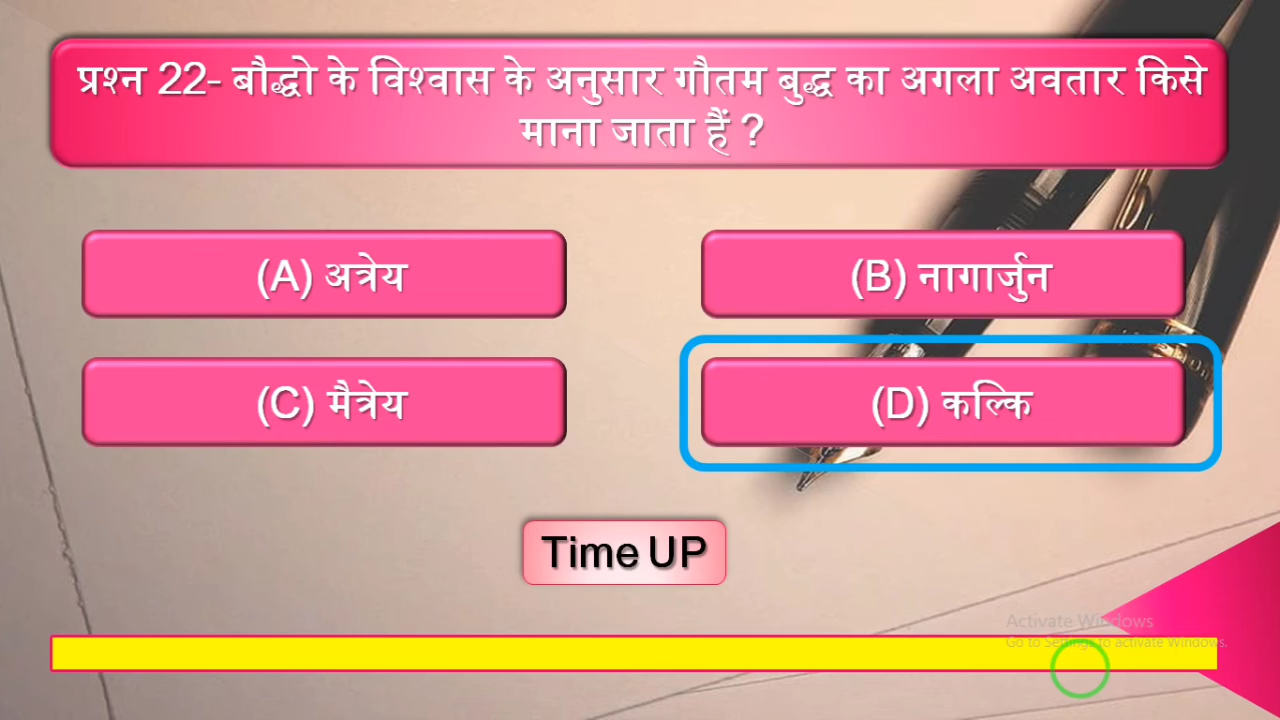 प्रश्न 22- बौद्धो के विश्वास के अनुसार गौतम बुद्ध का अगला अवतार किसे
माना जाता हैं ?
(A) अत्रेय
(B) नागार्जुन
(C) मैत्रेय
(D) कल्कि
Time UP
Activate Windows
Go to Settings to activate Windows.